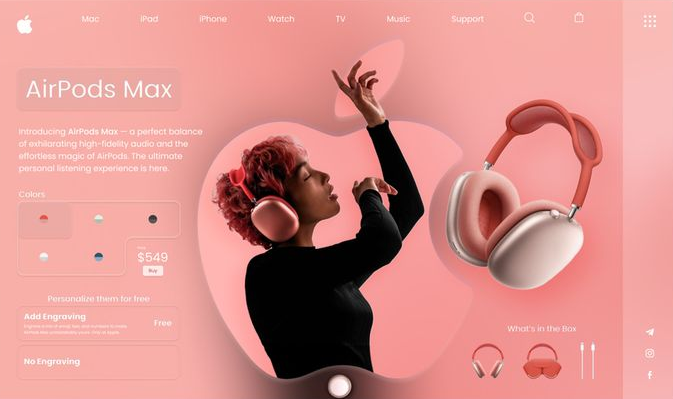 Mac iPad iPhone Watch TV Music Support
AirPods Max
Introducing AirPods Max — a perfect balance
of exhilarating high-fidelity audio and the
effortless magic of AirPods. The ultimate
personal listening experience is here.
Colors
$549
Buy
Personalize them for free
Add Engraving
Free
No Engraving
What's in the Box